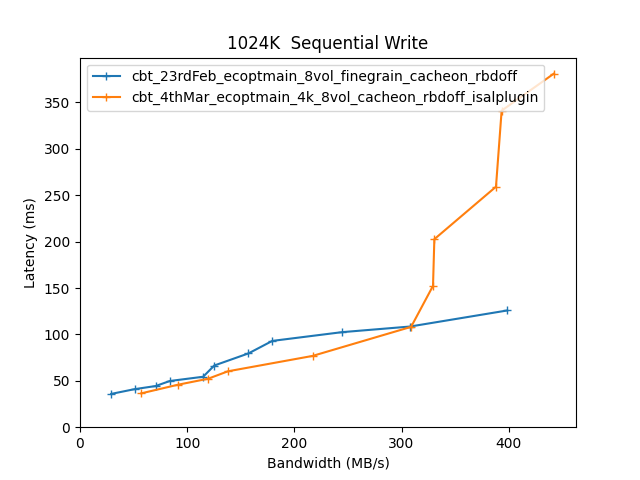 1024K  Sequential Write
cbt_23rdFeb_ecoptmain_8vol_finegrain_cacheon_rbdoff
cbt_4thMar_ecoptmain_4k_8vol_cacheon_rbdoff_isalplugin
350
300
250
200
150
100
50
0
Latency (ms)
0 100 200 300 400
Bandwidth (MB/s)